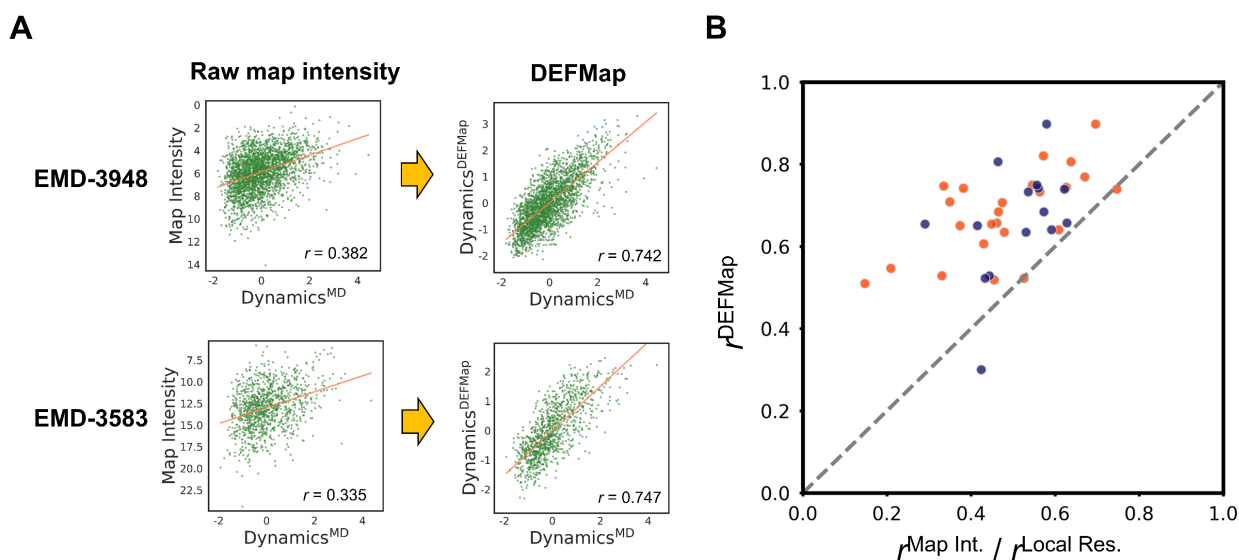 A
B
Raw map intensity
DEFMap
EMD-3948
Map Intensity
0
2
4
6
8
10
12
14
-2 0 2 4
r = 0.382
Dynamics^MD
Dynamics^DEFMap
3
2
1
0
-1
-2
-2 0 2 4
r = 0.742
Dynamics^MD
EMD-3583
Map Intensity
7.5
10.0
12.5
15.0
17.5
20.0
22.5
-2 0 2 4
r = 0.335
Dynamics^MD
Dynamics^DEFMap
2
1
0
-1
-2
-2 0 2 4
r = 0.747
Dynamics^MD
r^DEFMap
1.0
0.8
0.6
0.4
0.2
0.0
0.0 0.2 0.4 0.6 0.8 1.0
r^Map Int. / r^Local Res.